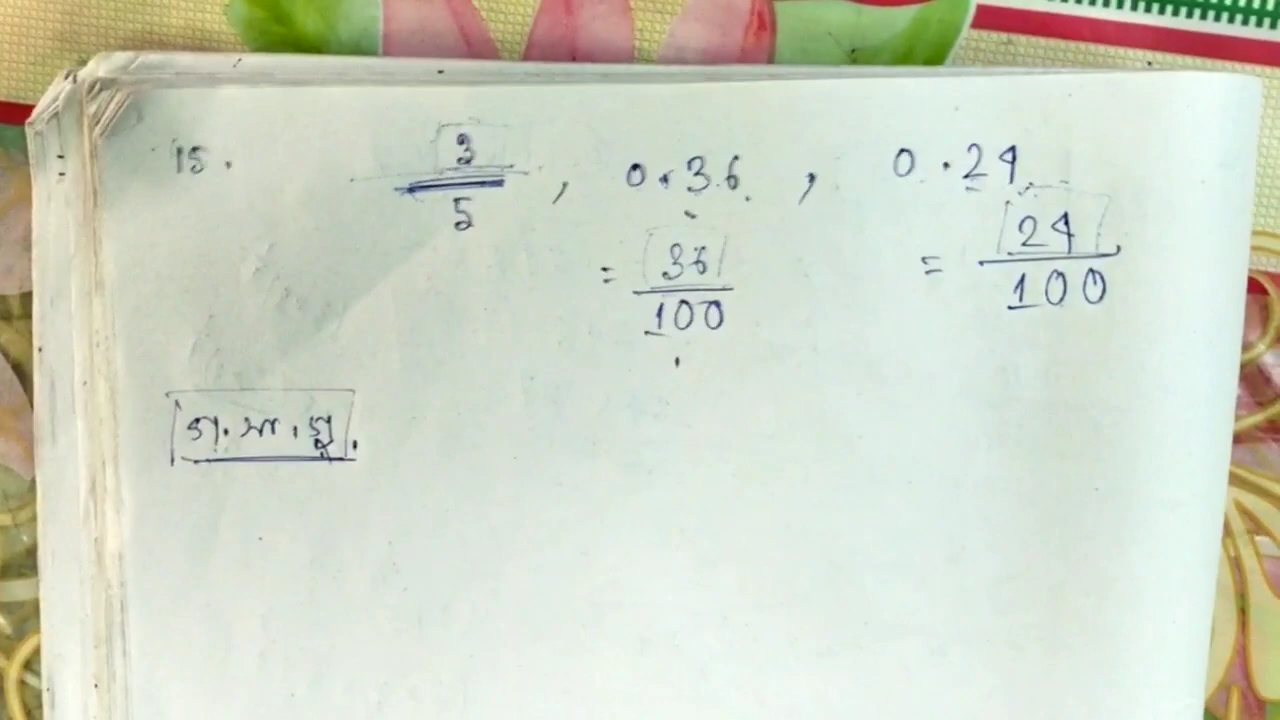 15. 3/5 , 0.36 , 0.24
= 36/100 = 24/100
গ.সা.গু.